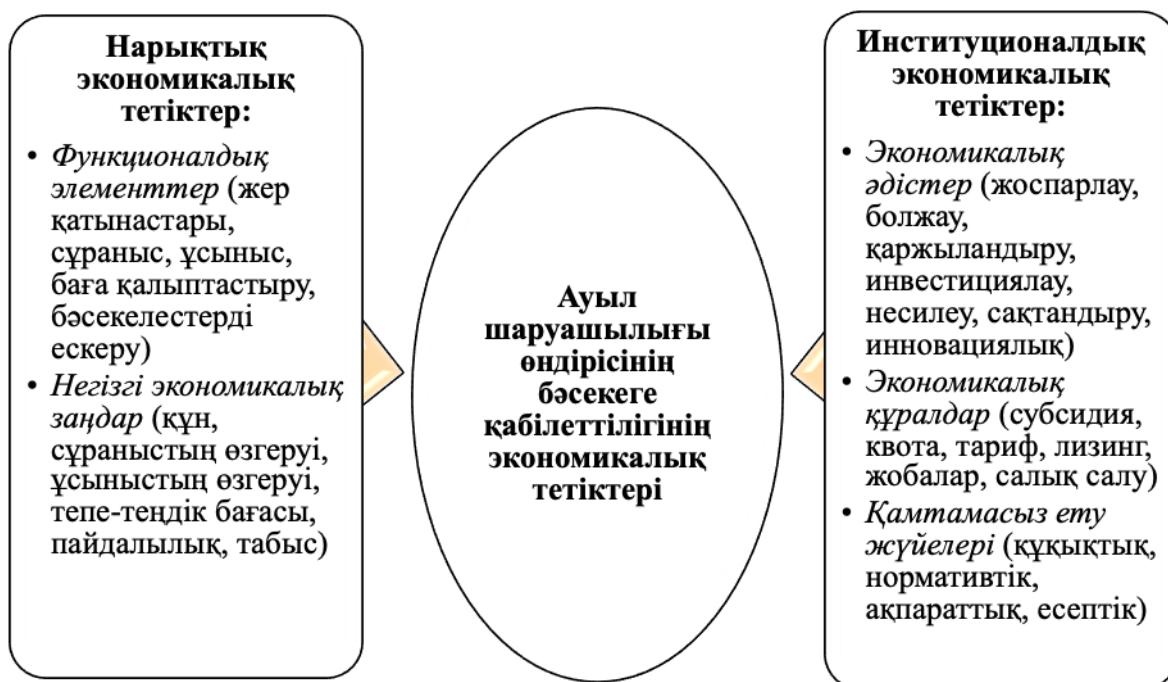 Нарықтық
экономикалық
тетіктер:
• Функционалдық
элементтер (жер
қатынастары,
сұраныс, ұсыныс,
баға қалыптастыру,
бәсекелестерді
ескеру)
• Негізгі экономикалық
заңдар (құн,
сұраныстың өзгеруі,
ұсыныстың өзгеруі,
тепе-теңдік бағасы,
пайдалылық, табыс)
Ауыл
шаруашылығы
өндірісінің
бәсекеге
қабілеттілігінің
экономикалық
тетіктері
Институционалдық
экономикалық
тетіктер:
• Экономикалық
әдістер (жоспарлау,
болжау,
қаржыландыру,
инвестициялау,
несилеу, сақтандыру,
инновациялық)
• Экономикалық
құралдар (субсидия,
квота, тариф, лизинг,
жобалар, салық салу)
• Қамтамасыз ету
жүйелері (құқықтық,
нормативтік,
ақпараттық, есептік)